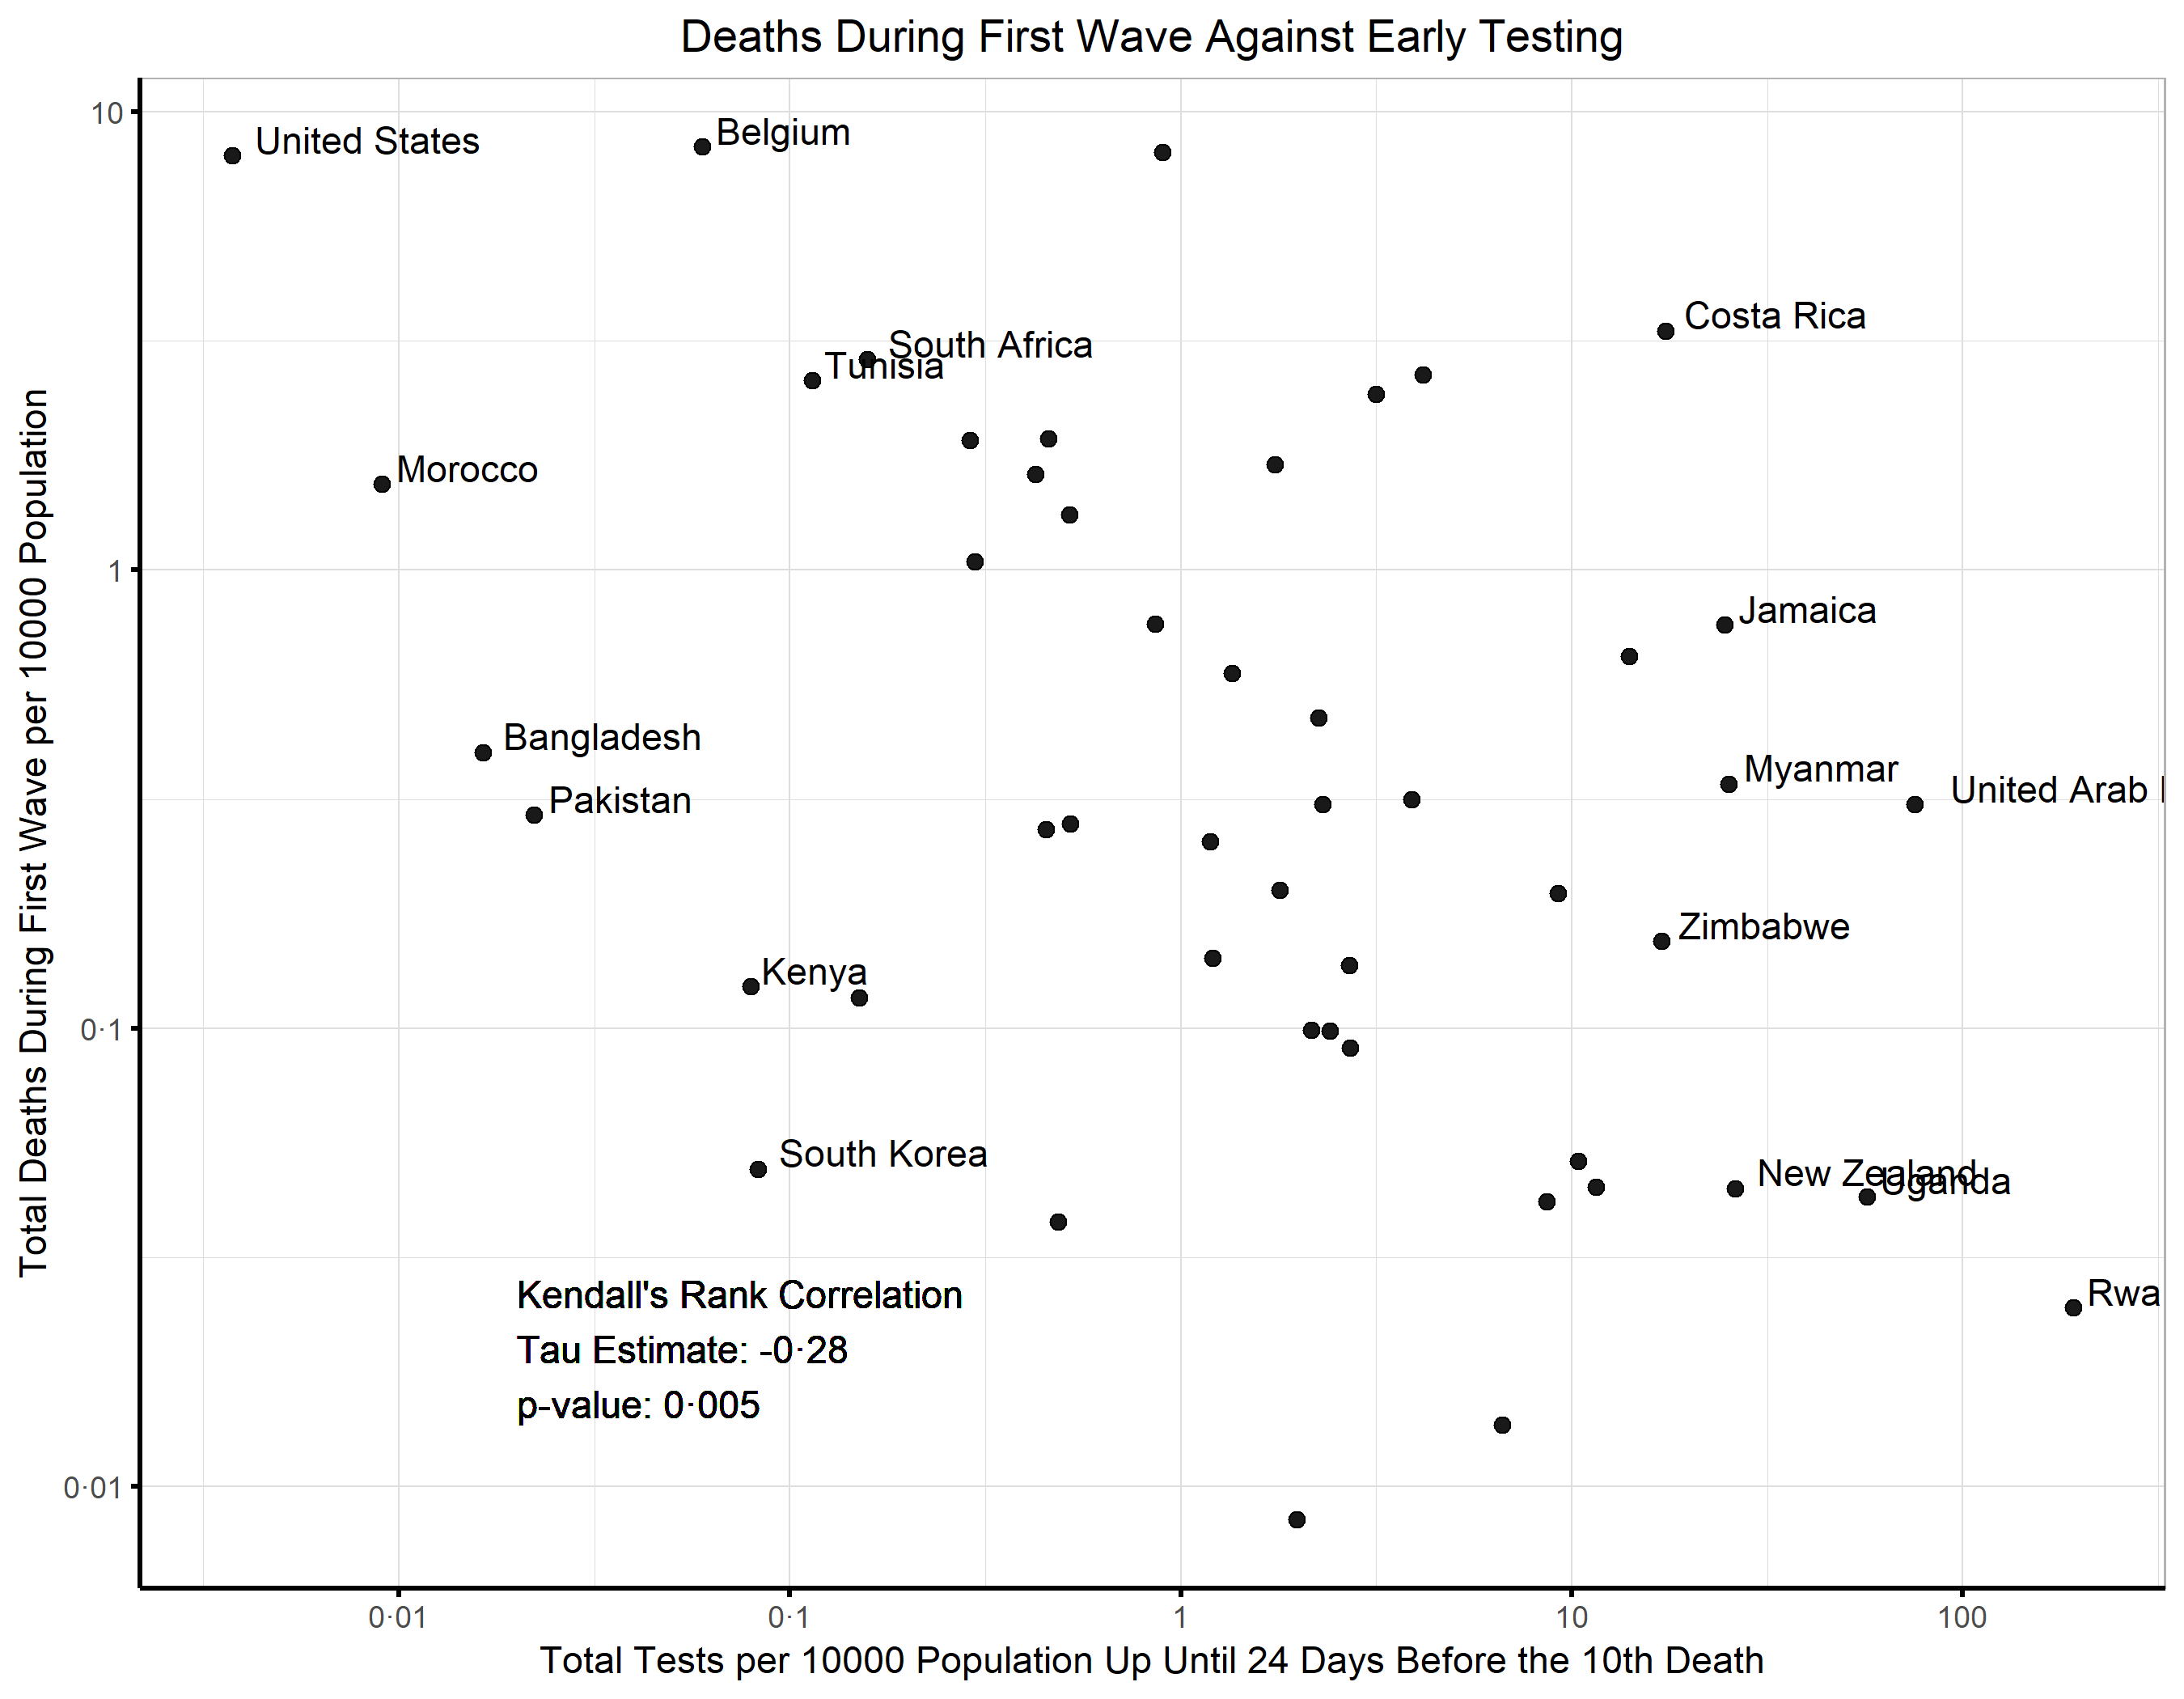 Deaths During First Wave Against Early Testing
10
United States
Belgium
Costa Rica
South Africa
Tunisia
Morocco
1
Jamaica
Bangladesh
Myanmar
United Arab
Pakistan
Zimbabwe
Kenya
0·1
South Korea
New Zealand
Uganda
Rwa
Kendall's Rank Correlation
Tau Estimate: -0·28
p-value: 0·005
0·01
0·01 0·1 1 10 100
Total Tests per 10000 Population Up Until 24 Days Before the 10th Death
Total Deaths During First Wave per 10000 Population